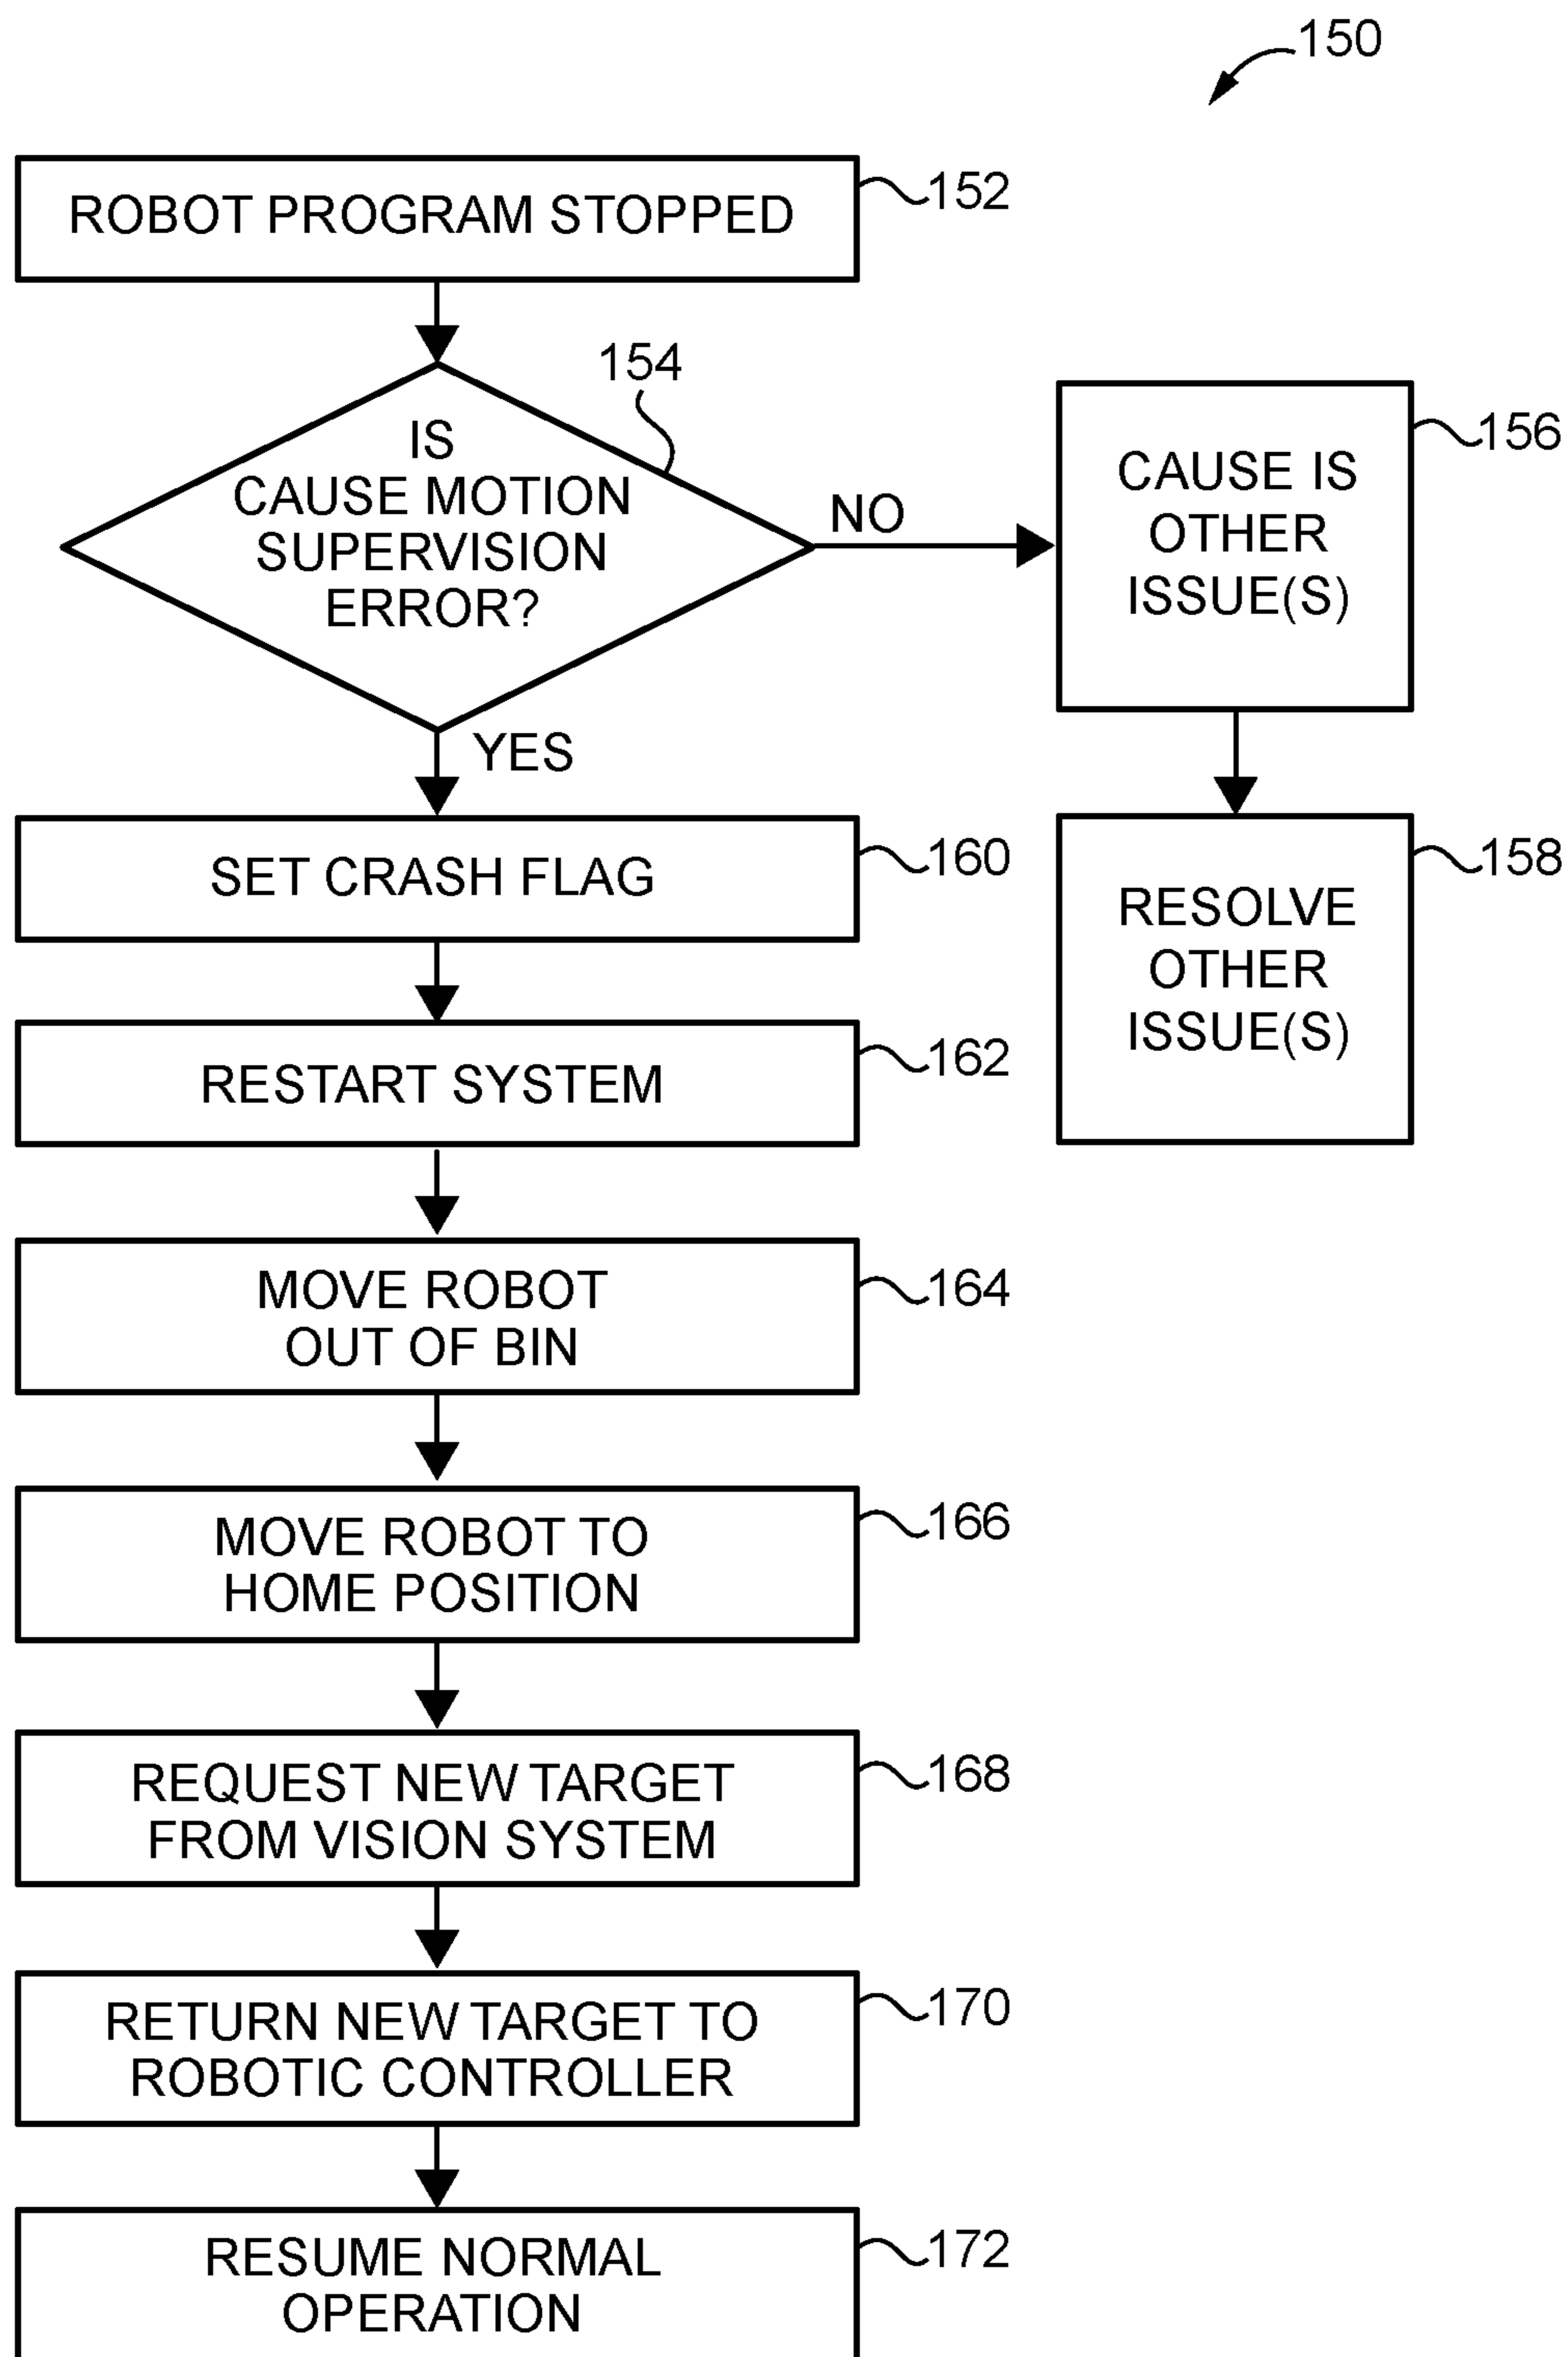 150
ROBOT PROGRAM STOPPED
152
154
IS
CAUSE MOTION
SUPERVISION
ERROR?
NO
CAUSE IS
OTHER
ISSUE(S)
156
YES
SET CRASH FLAG
160
RESOLVE
OTHER
ISSUE(S)
158
RESTART SYSTEM
162
MOVE ROBOT
OUT OF BIN
164
MOVE ROBOT TO
HOME POSITION
166
REQUEST NEW TARGET
FROM VISION SYSTEM
168
RETURN NEW TARGET TO
ROBOTIC CONTROLLER
170
RESUME NORMAL
OPERATION
172